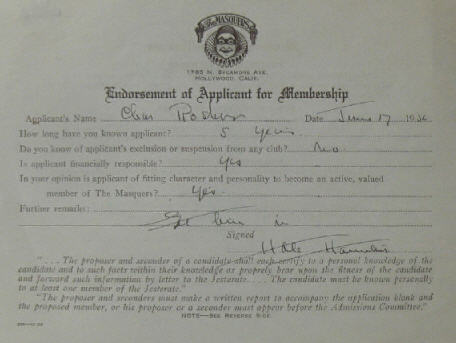 The MASQUERS
1765 N. SYCAMORE AVE.
HOLLYWOOD, CALIF.
Endorsement of Applicant for Membership
Applicant's Name Chas Date June 17 1936
How long have you known applicant? 5 Years
Do you know of applicant's exclusion or suspension from any club? No
Is applicant financially responsible? Yes
In your opinion is applicant of fitting character and personality to become an active, valued
member of The Masquers? Yes
Further remarks:
Let him in
Signed
Hale Hamilton
". . . The proposer and seconder of a candidate shall each certify to a personal knowledge of the
candidate and to such facts within their knowledge as properly bear upon the fitness of the candidate
and forward such information by letter to the Jesterate. . . . The candidate must be known personally
to at least one member of the Jesterate."
"The proposer and seconders must make a written report to accompany the application blank and
the proposed member, or his proposer or a seconder must appear before the Admissions Committee."
NOTE—SEE REVERSE SIDE.